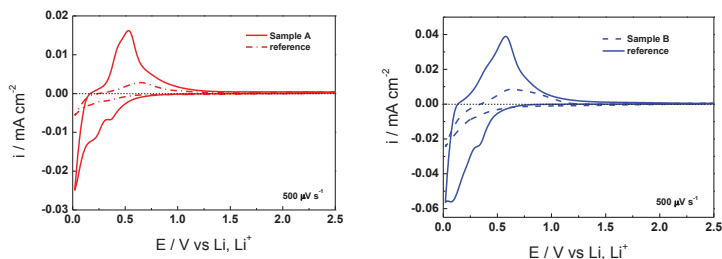 0.02
0.01
0.00
-0.01
-0.02
-0.03
i / mA cm-2
Sample A
reference
500 µV s-1
0.0 0.5 1.0 1.5 2.0 2.5
E / V vs Li, Li+
0.04
0.02
0.00
-0.02
-0.04
-0.06
i / mA cm-2
Sample B
reference
500 µV s-1
0.0 0.5 1.0 1.5 2.0 2.5
E / V vs Li, Li+